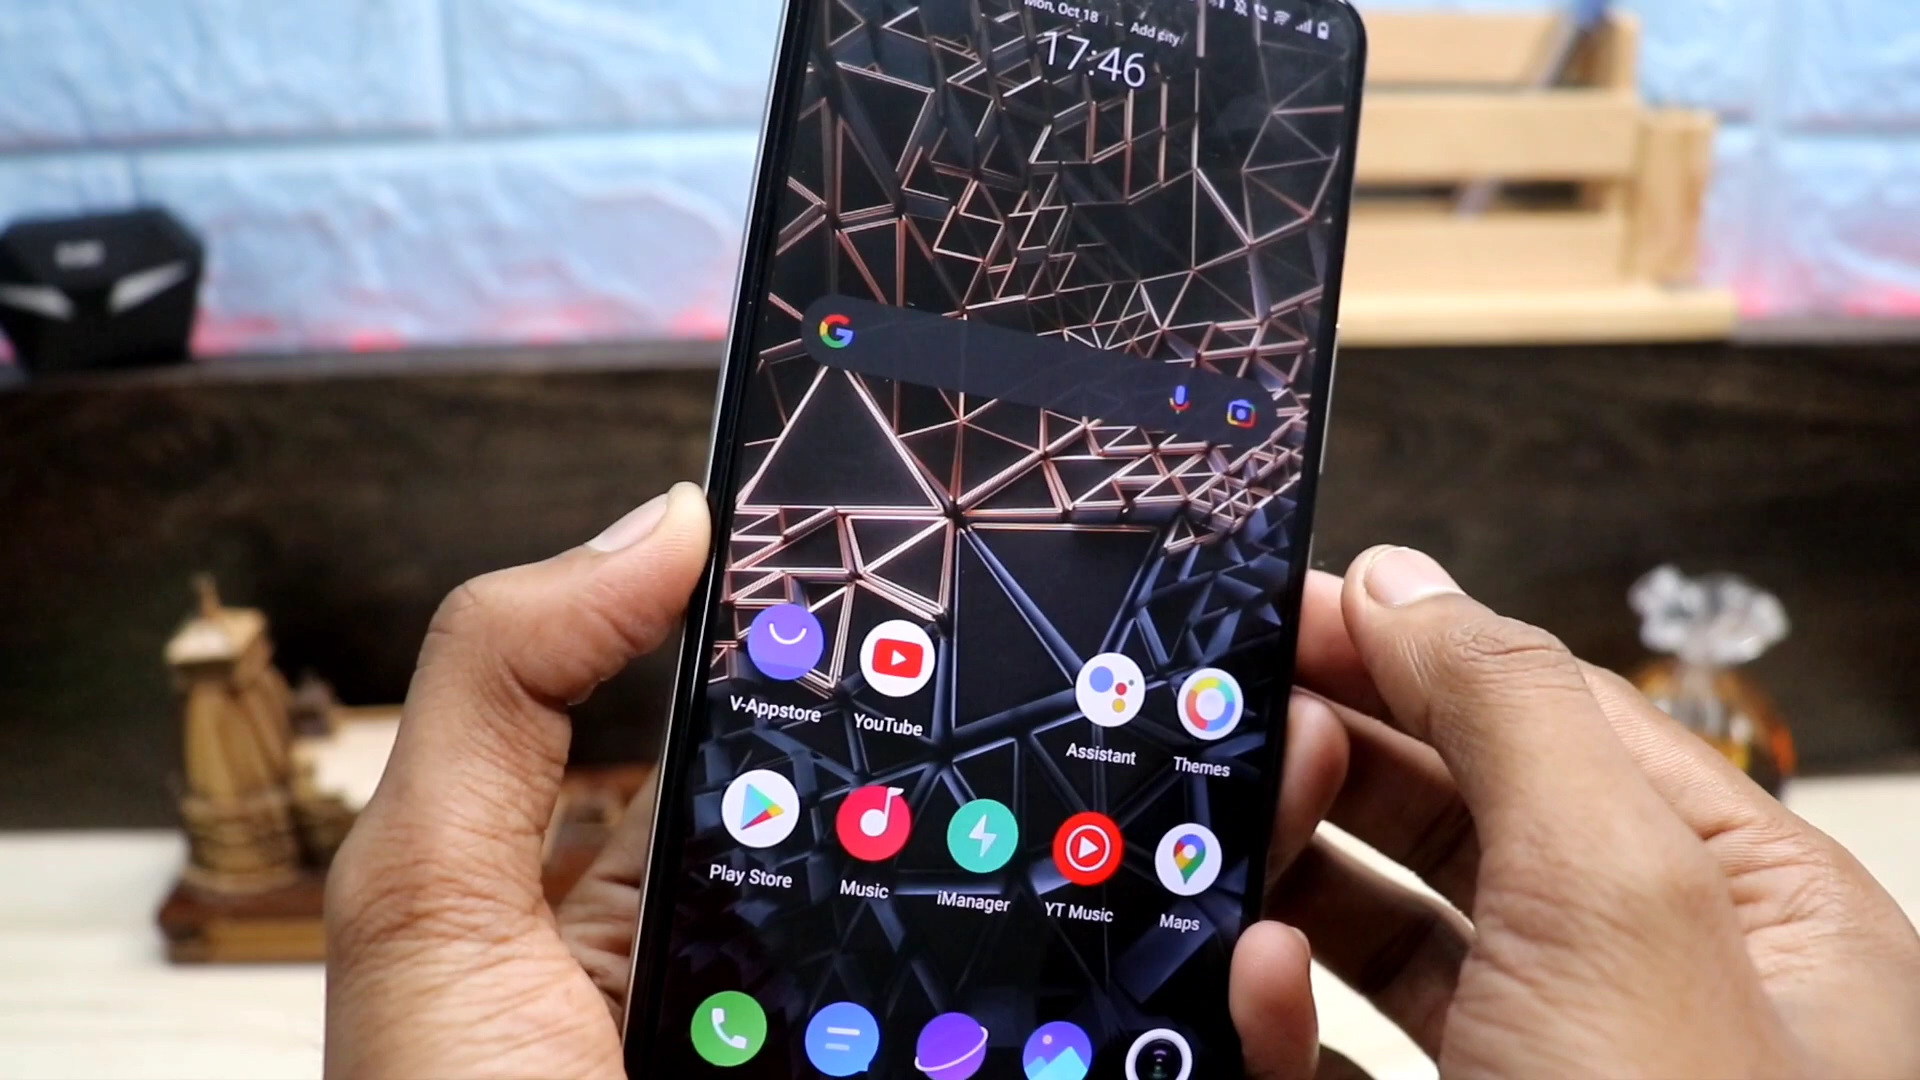 Mon, Oct 18 | – Add city
17:46
V-Appstore
YouTube
Assistant
Themes
Play Store
Music
iManager
YT Music
Maps